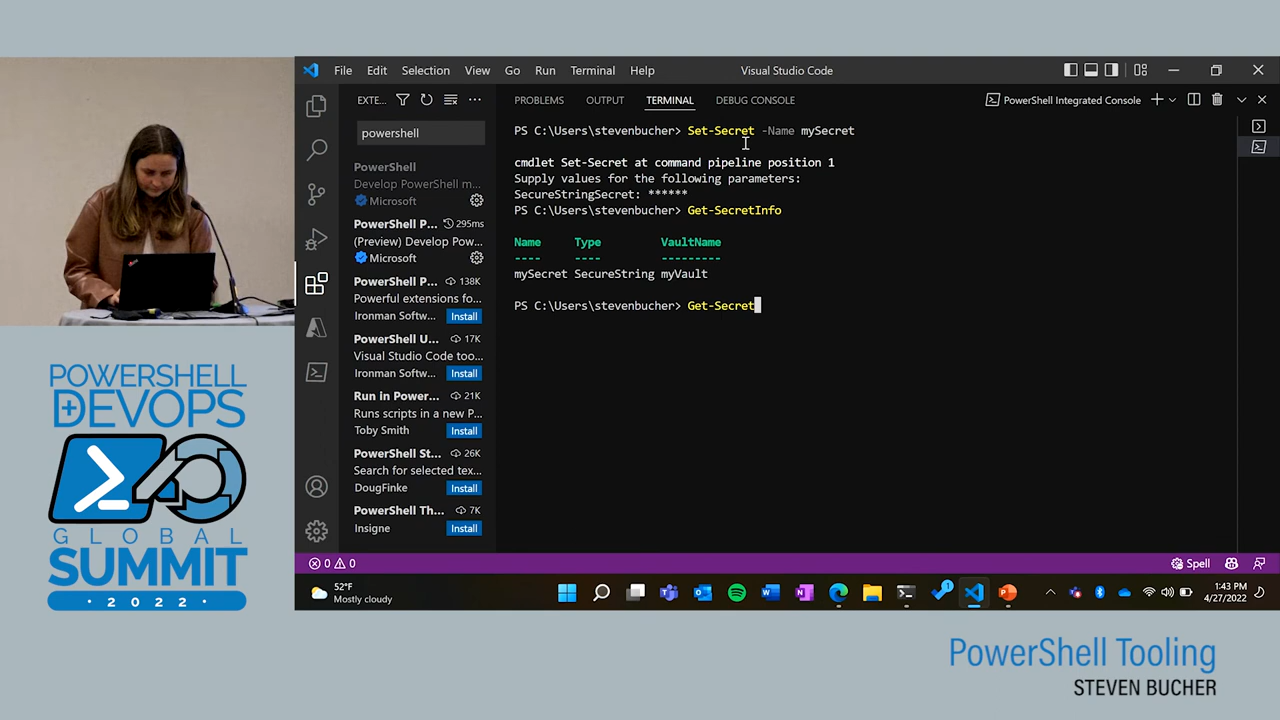 File Edit Selection View Go Run Terminal Help
Visual Studio Code
EXTE...
powershell
PowerShell
Develop PowerShell m...
Microsoft
PowerShell P... 295ms
(Preview) Develop Pow...
Microsoft
PowerShell P... 138K
Powerful extensions fo...
Ironman Softw... Install
PowerShell U... 17K
Visual Studio Code too...
Ironman Softw... Install
Run in Power... 21K
Runs scripts in a new P...
Toby Smith Install
PowerShell St... 26K
Search for selected tex...
DougFinke Install
PowerShell Th... 7K
Insigne Install
PROBLEMS OUTPUT TERMINAL DEBUG CONSOLE
PowerShell Integrated Console
PS C:\Users\stevenbucher> Set-Secret -Name mySecret
cmdlet Set-Secret at command pipeline position 1
Supply values for the following parameters:
SecureStringSecret: ******
PS C:\Users\stevenbucher> Get-SecretInfo
Name Type VaultName
---- ---- ---------
mySecret SecureString myVault
PS C:\Users\stevenbucher> Get-Secret
0 0
Spell
52°F
Mostly cloudy
1:43 PM
4/27/2022
POWERSHELL
DEVOPS
GLOBAL
SUMMIT
· 2022 ·
PowerShell Tooling
STEVEN BUCHER